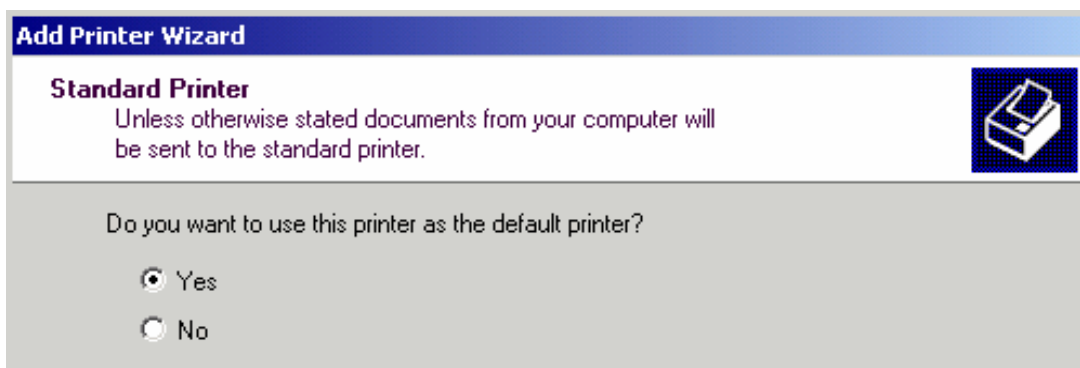 Add Printer Wizard
Standard Printer
Unless otherwise stated documents from your computer will
be sent to the standard printer.
Do you want to use this printer as the default printer?
Yes
No